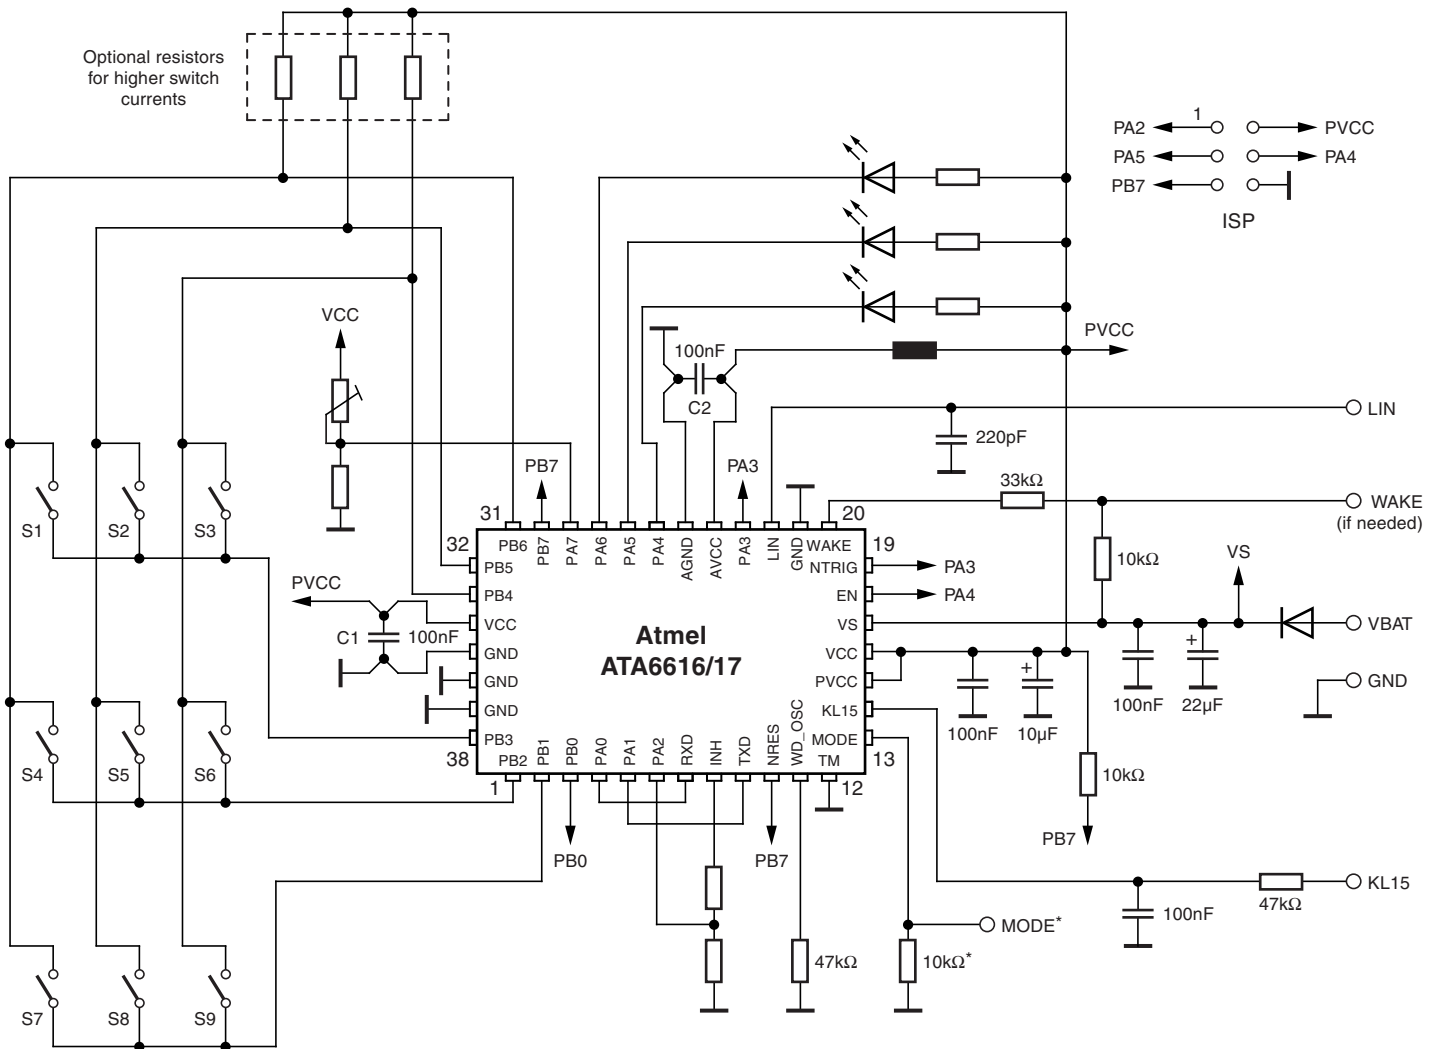 Optional resistors
for higher switch
currents
1
PA2
PVCC
PA5
PA4
PB7
ISP
VCC
PVCC
100nF
C2
LIN
220pF
PB7
PA3
33kΩ
WAKE
(if needed)
S1
S2
S3
31
20
32
19
PB6
PB7
PA7
PA6
PA5
PA4
AGND
AVCC
PA3
LIN
GND
WAKE
PB5
NTRIG
PA3
10kΩ
VS
PVCC
PB4
EN
PA4
C1
100nF
VCC
Atmel
ATA6616/17
VS
VBAT
GND
VCC
GND
PVCC
+
+
GND
GND
KL15
100nF
10µF
100nF
22µF
PB3
MODE
38
13
PB2
PB1
PB0
PA0
PA1
PA2
RXD
INH
TXD
NRES
WD_OSC
TM
1
12
S4
S5
S6
10kΩ
PB7
PB0
PB7
KL15
47kΩ
100nF
MODE*
47kΩ
10kΩ*
S7
S8
S9